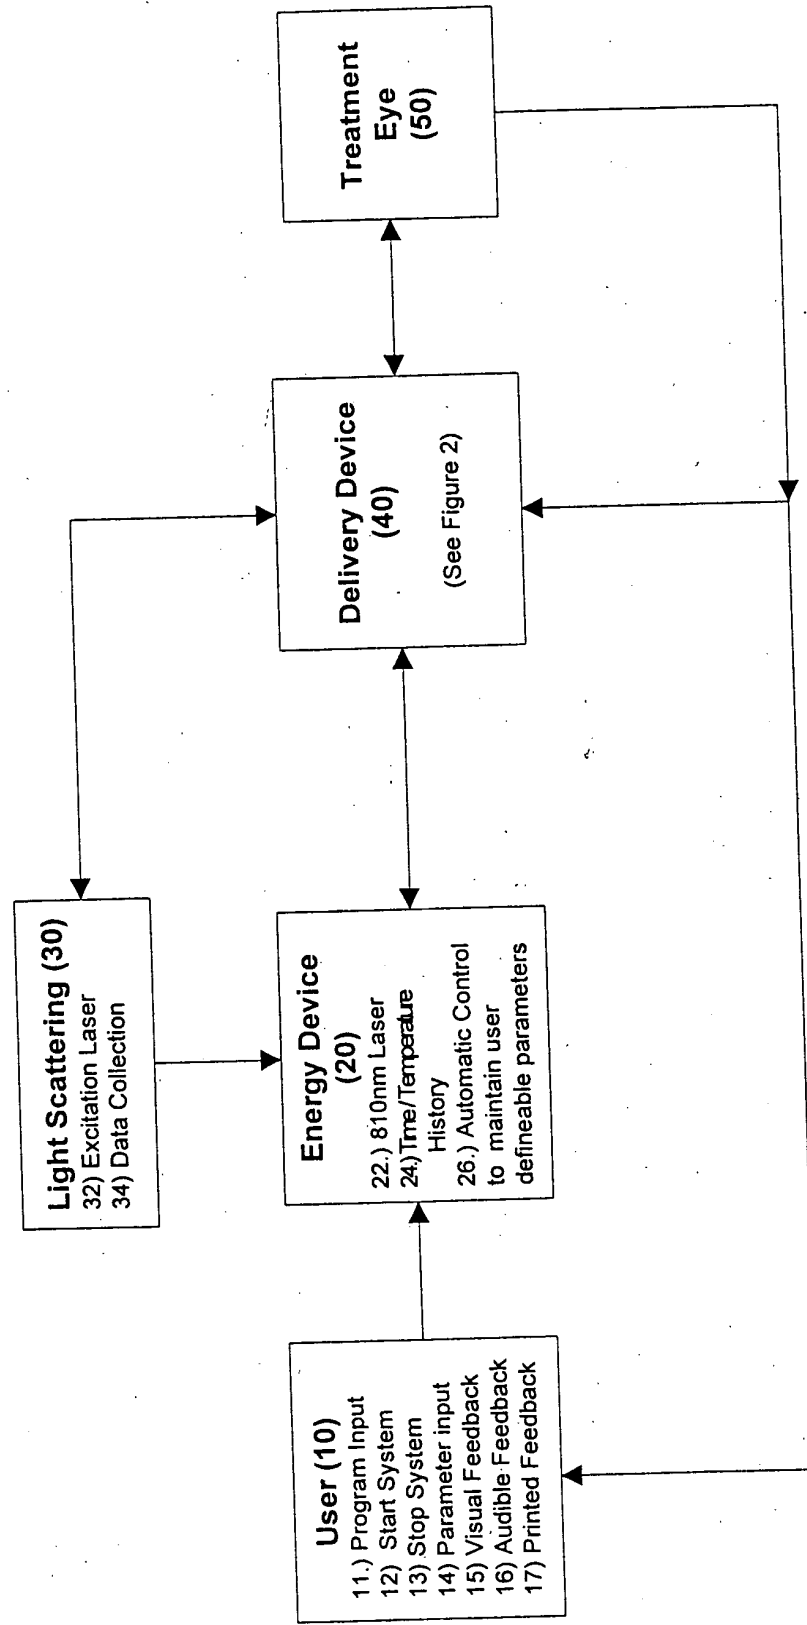 Light Scattering (30)
32) Excitation Laser
34) Data Collection
User (10)
11.) Program Input
12) Start System
13) Stop System
14) Parameter input
15) Visual Feedback
16) Audible Feedback
17) Printed Feedback
Energy Device
(20)
22.) 810nm Laser
24.) Time/Temperature
History
26.) Automatic Control
to maintain user
defineable parameters
Delivery Device
(40)
(See Figure 2)
Treatment
Eye
(50)